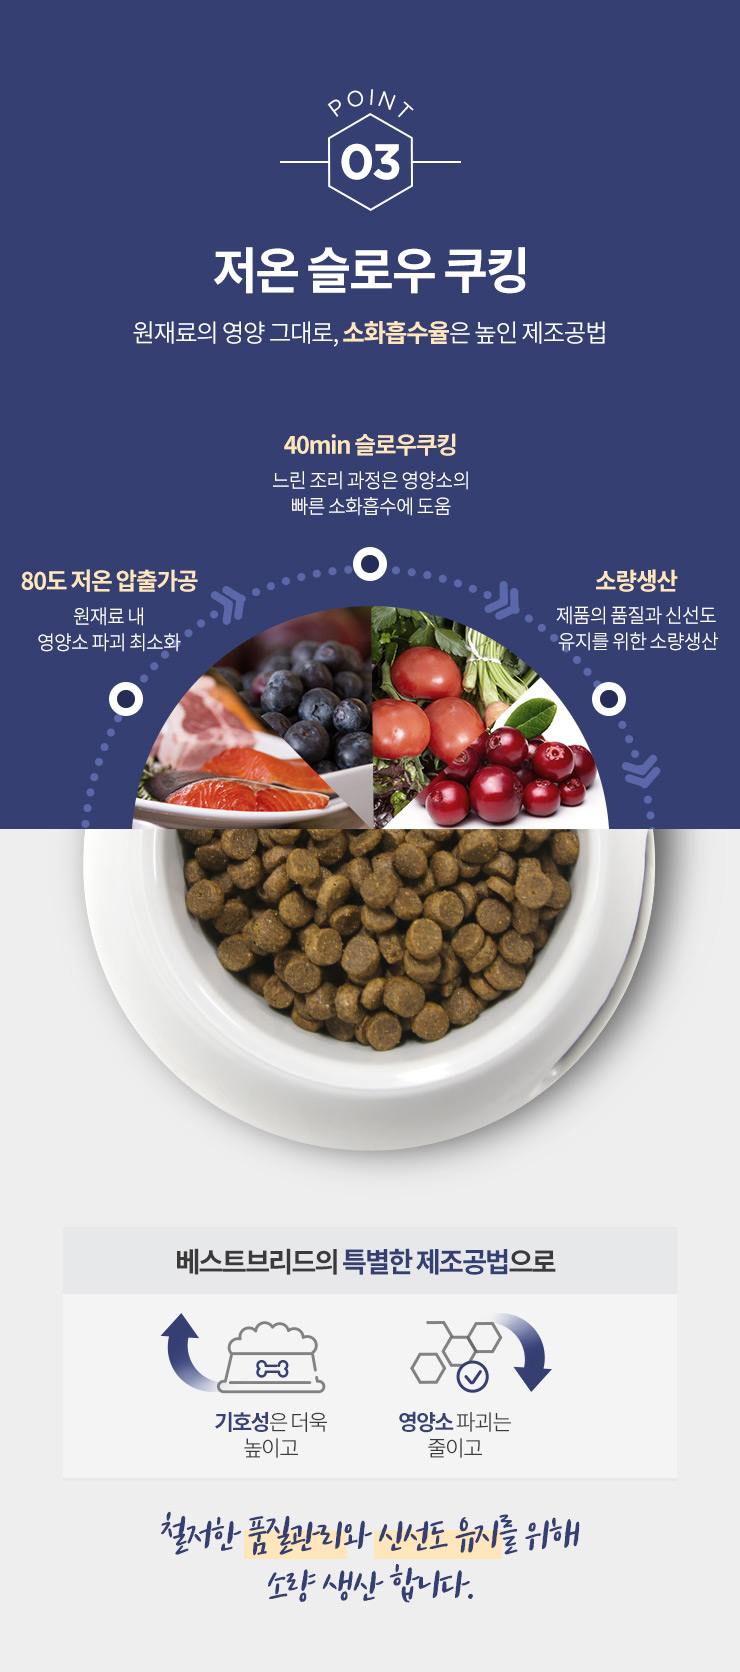 POINT
03
저온 슬로우 쿠킹
원재료의 영양 그대로, 소화흡수율은 높인 제조공법
40min 슬로우쿠킹
느린 조리 과정은 영양소의
빠른 소화흡수에 도움
80도 저온 압출가공
원재료 내
영양소 파괴 최소화
소량생산
제품의 품질과 신선도
유지를 위한 소량생산
베스트브리드의 특별한 제조공법으로
기호성은 더욱
높이고
영양소 파괴는
줄이고
철저한 품질관리와 신선도 유지를 위해
소량 생산 합니다.